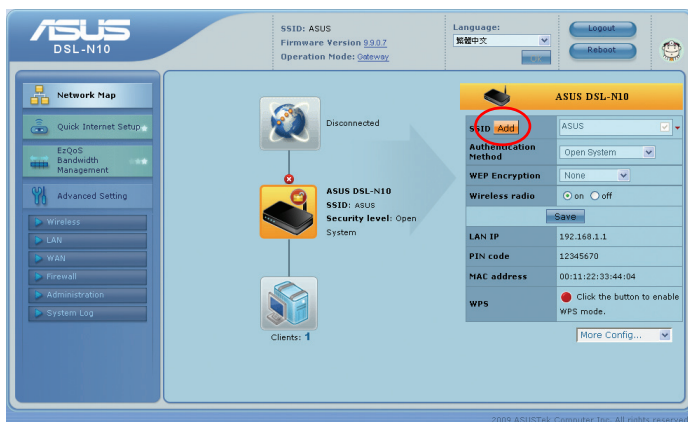 ASUS
DSL-N10
SSID: ASUS
Firmware Version 9.9.0.7
Operation Mode: Gateway
Language:
繁體中文
Logout
Reboot
Network Map
Quick Internet Setup
EzQoS
Bandwidth
Management
Advanced Setting
Wireless
LAN
WAN
Firewall
Administration
System Log
Disconnected
ASUS DSL-N10
SSID: ASUS
Security level: Open
System
Clients: 1
ASUS DSL-N10
SSID Add ASUS
Authentication
Method Open System
WEP Encryption None
Wireless radio on off
Save
LAN IP 192.168.1.1
PIN code 12345670
MAC address 00:11:22:33:44:04
WPS Click the button to enable
WPS mode.
More Config...
2009 ASUSTek Computer Inc. All rights reserved